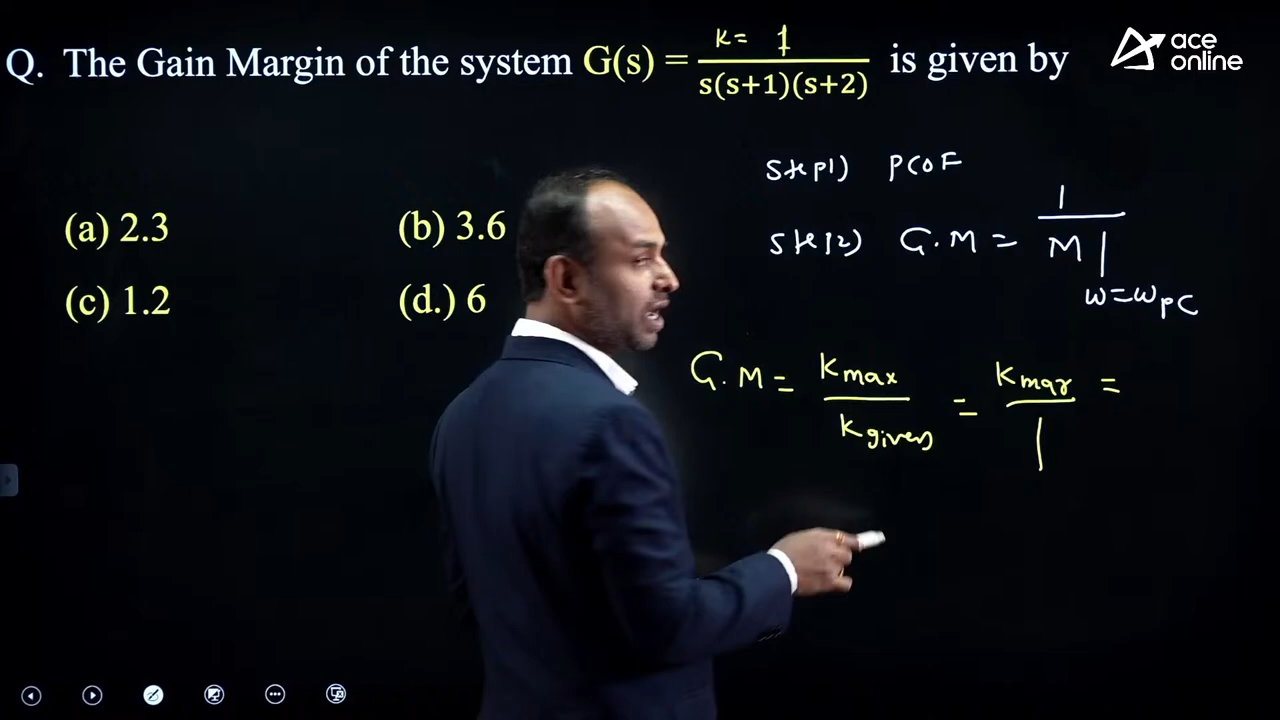 Q. The Gain Margin of the system G(s) = K= 1 / s(s+1)(s+2) is given by
ace online
Step1) PCOF
Step2) G.M = 1 / M | ω=ωpc
(a) 2.3
(b) 3.6
(c) 1.2
(d.) 6
G.M = Kmax / Kgiven = Kmax / 1 =